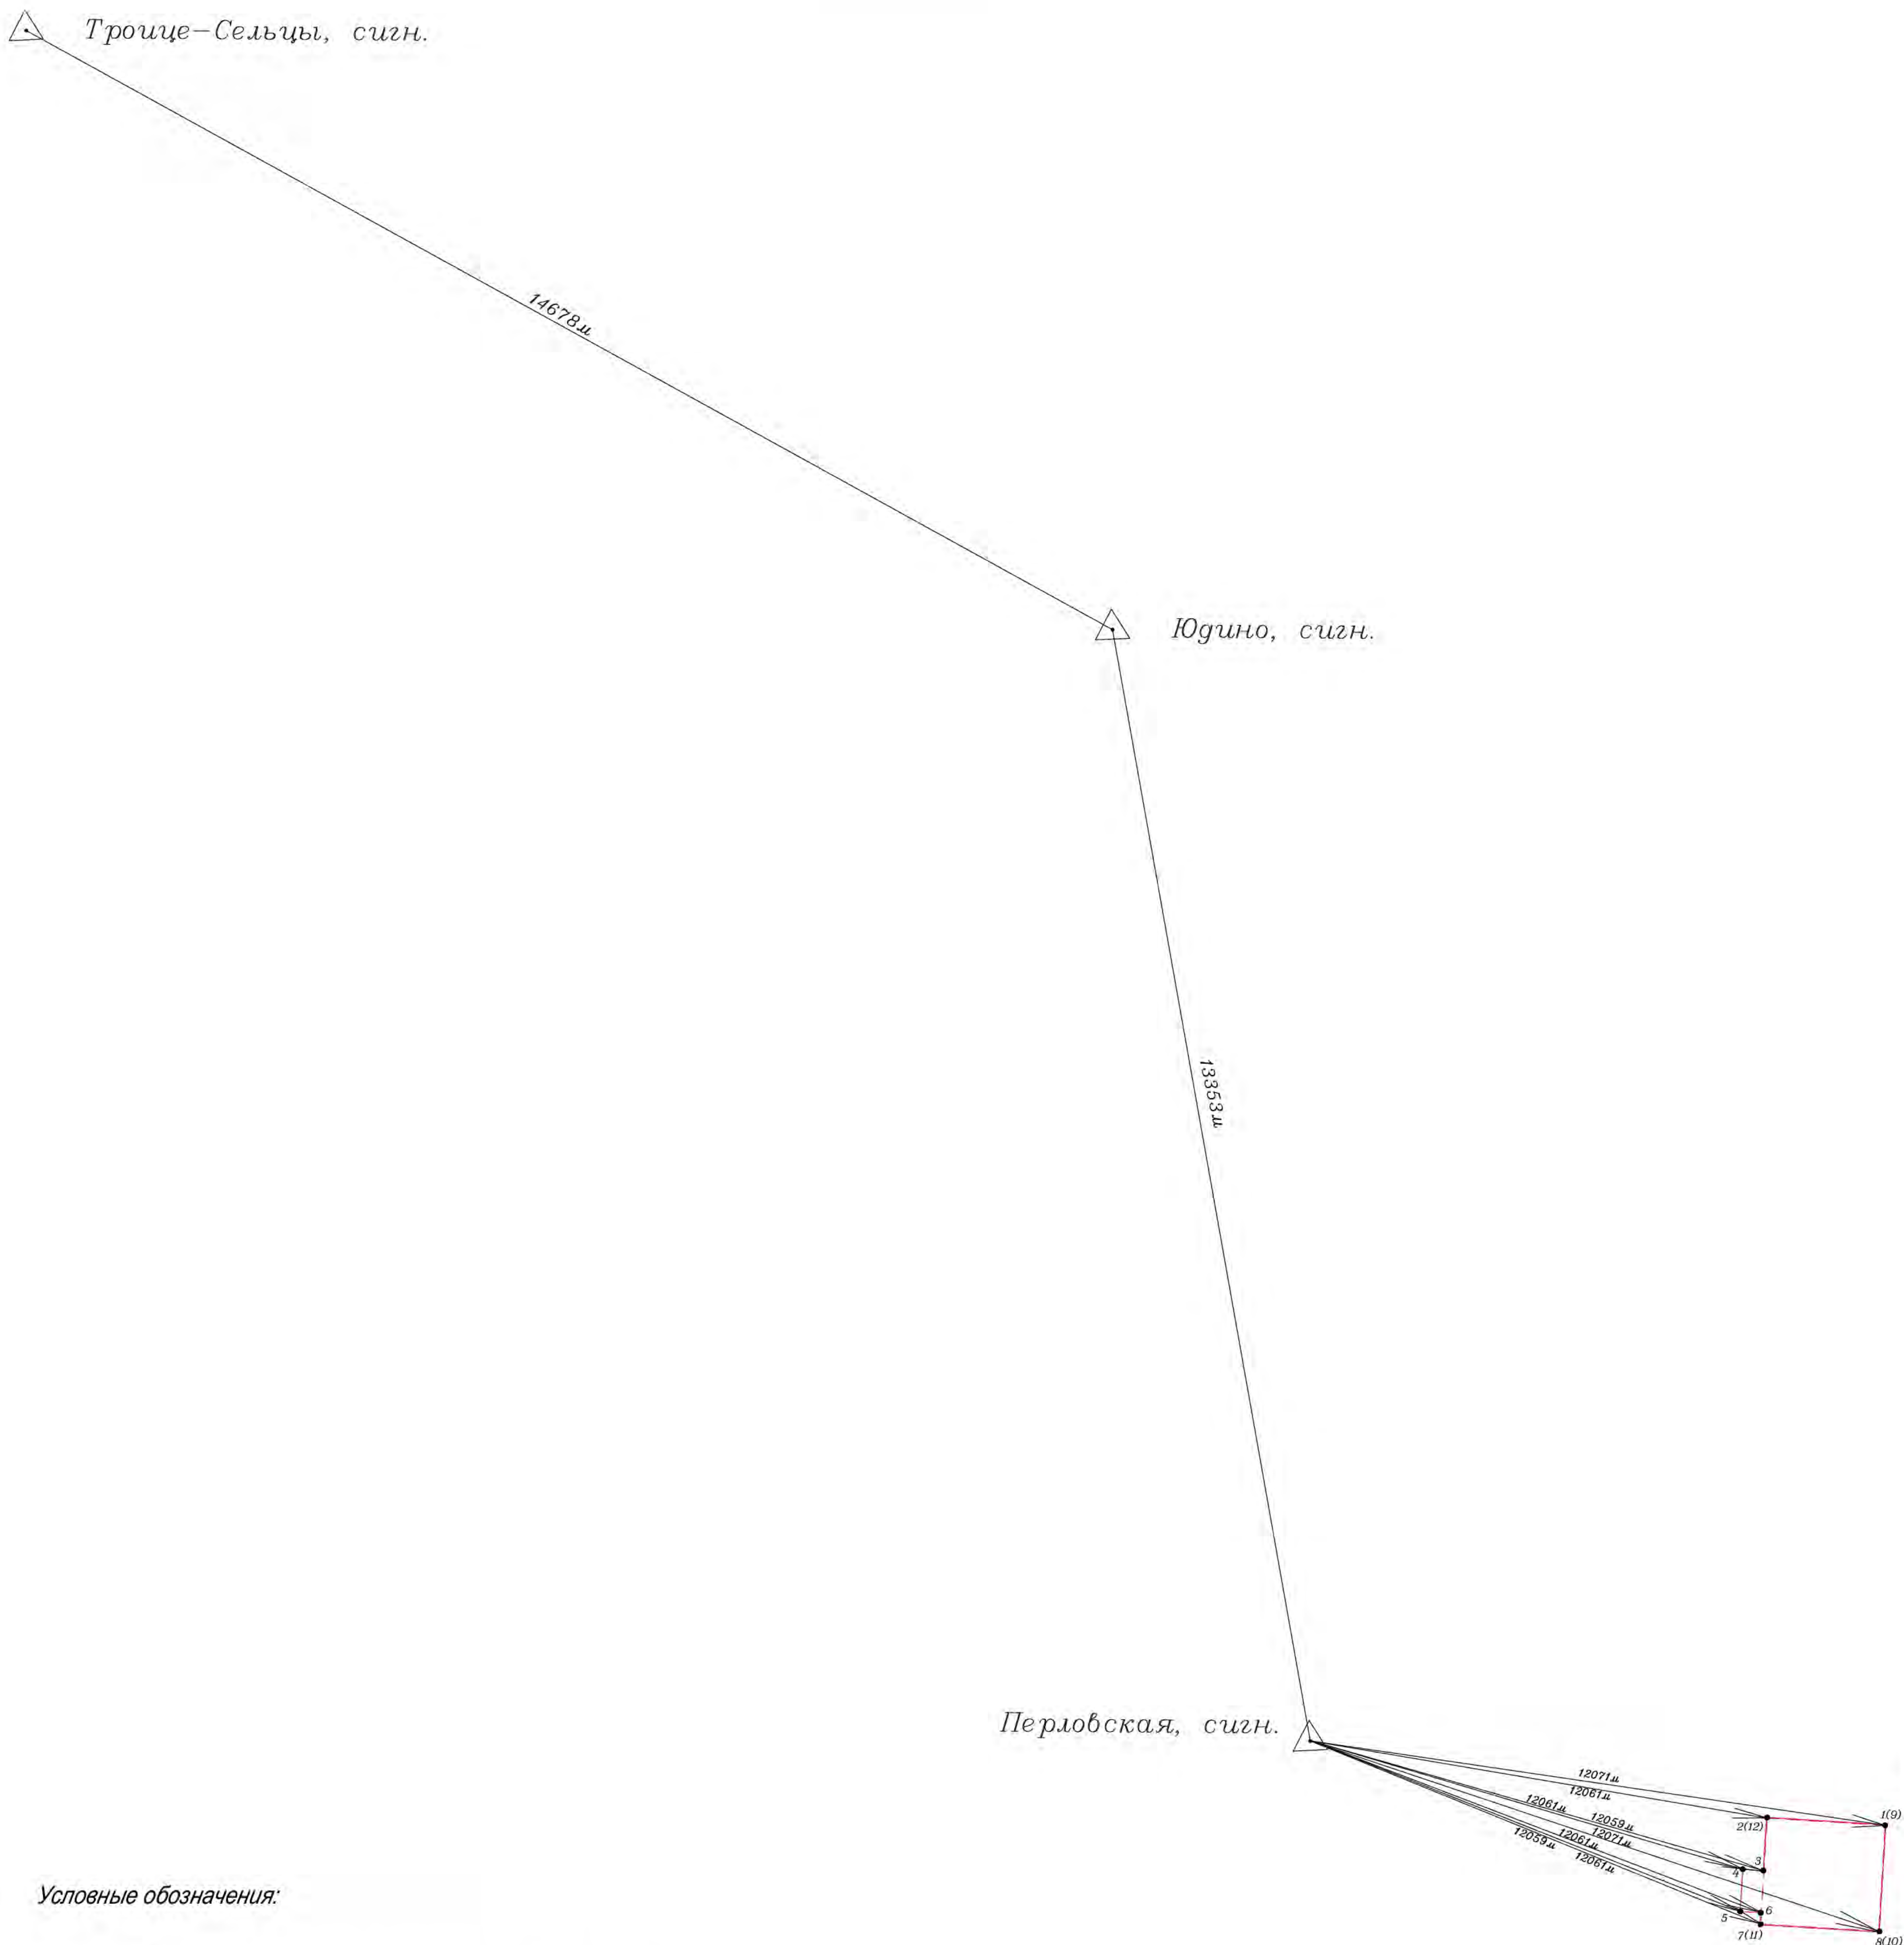 Троице-Сельцы, сигн.
14678м
Юдино, сигн.
13353м
Перловская, сигн.
12071м
12061м
12061м
12059м
12071м
12061м
12059м
12061м
1(9)
2(12)
3
4
5
6
7(11)
8(10)
Условные обозначения: